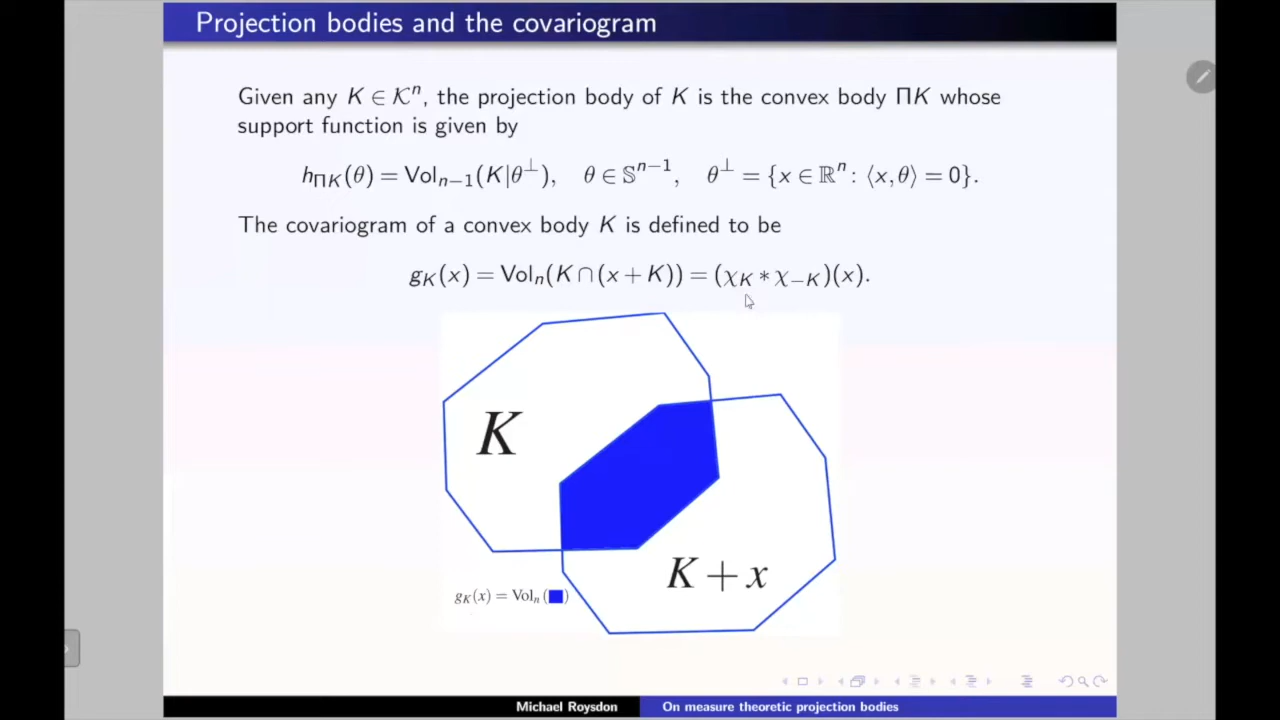 Projection bodies and the covariogram
Given any K ∈ 𝒦ⁿ, the projection body of K is the convex body ΠK whose
support function is given by
h_{ΠK}(θ) = Vol_{n−1}(K|θ^⊥), θ ∈ 𝕊^{n−1}, θ^⊥ = {x ∈ ℝⁿ : ⟨x, θ⟩ = 0}.
The covariogram of a convex body K is defined to be
g_K(x) = Vol_n(K ∩ (x + K)) = (χ_K ∗ χ_{−K})(x).
K
K + x
g_K(x) = Vol_n(■)
Michael Roysdon
On measure theoretic projection bodies